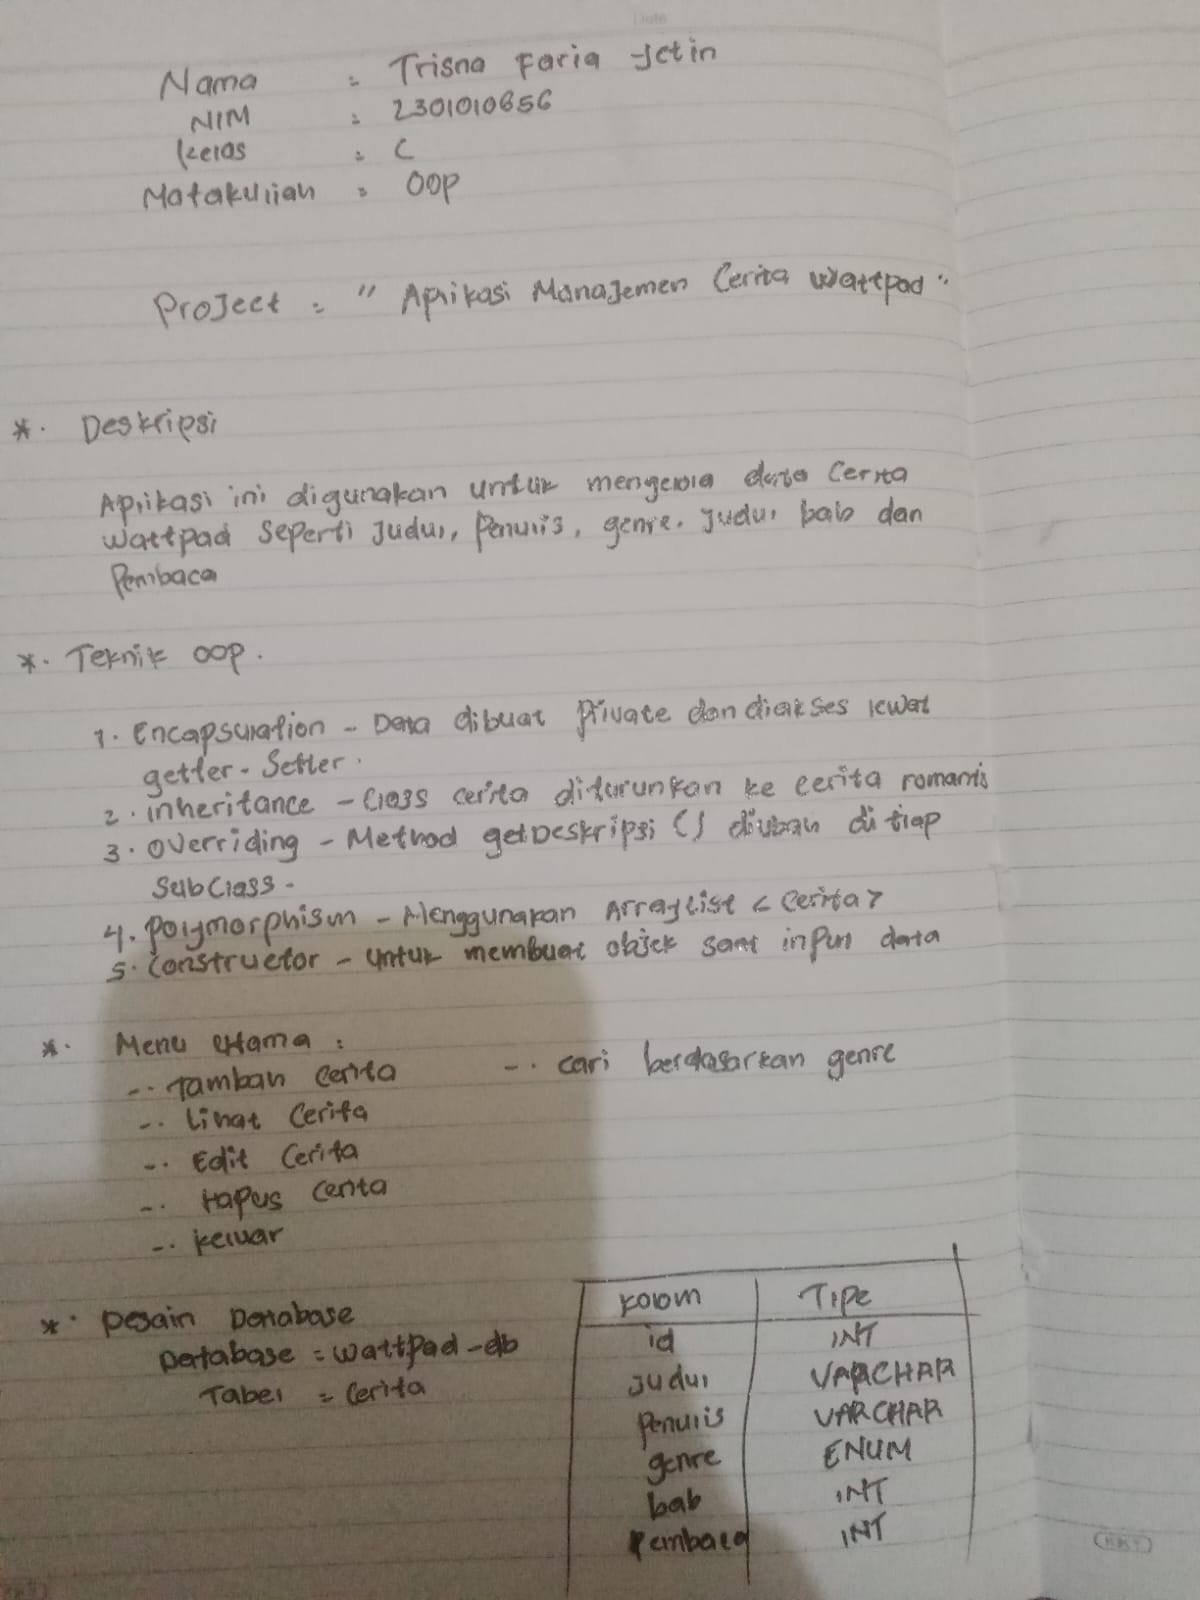 Date
Nama : Trisna Faria Jetin
NIM : 2301010656
Kelas : C
Matakuliah : OOP
Project : " Aplikasi Manajemen Cerita Wattpad "
*. Deskripsi
Aplikasi ini digunakan untuk mengelola data cerita
wattpad seperti judul, penulis, genre. judul bab dan
Pembaca
*. Teknik OOP.
1. Encapsulation - Data dibuat private dan diakses lewat
getter - Setter.
2. inheritance - Class cerita diturunkan ke cerita romantis
3. Overriding - Method getDeskripsi () diubah di tiap
SubClass -
4. Polymorphism - Menggunakan ArrayList < Cerita >
5. Constructor - untuk membuat objek saat input data
*. Menu utama :
-. Tambah Cerita -. cari berdasarkan genre
-. Lihat Cerita
-. Edit Cerita
-. Hapus Cerita
-. Keluar
*. Desain Database
Database = wattpad-db
Tabel = Cerita
Kolom Tipe
id INT
Judul VARCHAR
Penulis VARCHAR
genre ENUM
bab INT
Pembaca INT
KKY